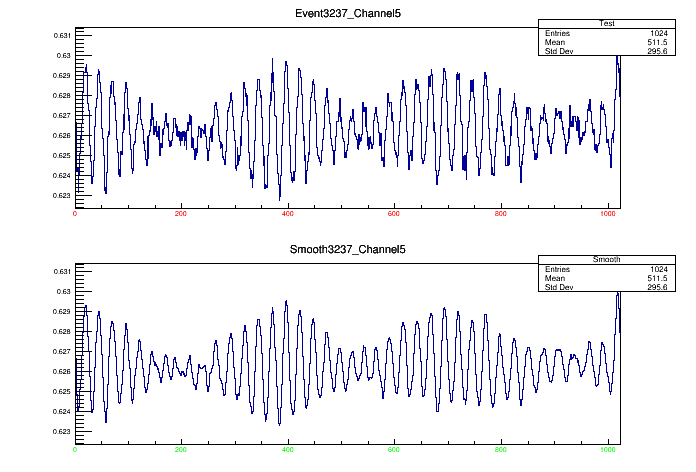 Event3237_Channel5
Test
Entries 1024
Mean 511.5
Std Dev 295.6
0.631
0.63
0.629
0.628
0.627
0.626
0.625
0.624
0.623
0 200 400 600 800 1000
Smooth3237_Channel5
Smooth
Entries 1024
Mean 511.5
Std Dev 295.6
0.631
0.63
0.629
0.628
0.627
0.626
0.625
0.624
0.623
0 200 400 600 800 1000